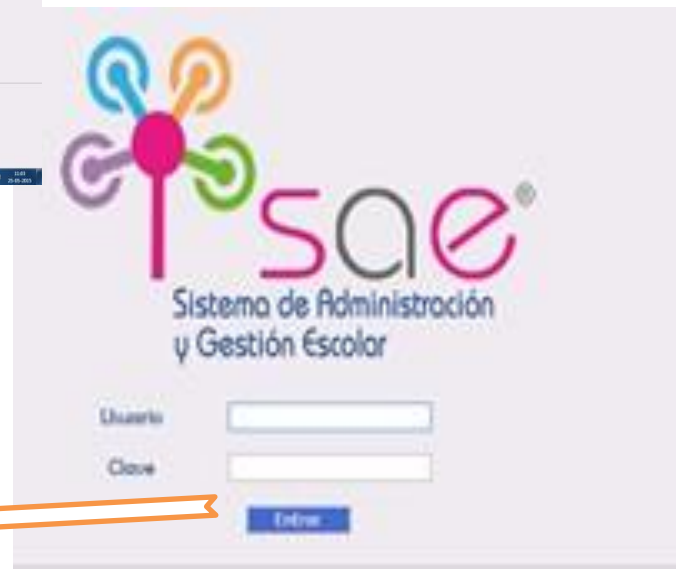 sae®
Sistema de Administración
y Gestión Escolar
Usuario
Clave
Entrar